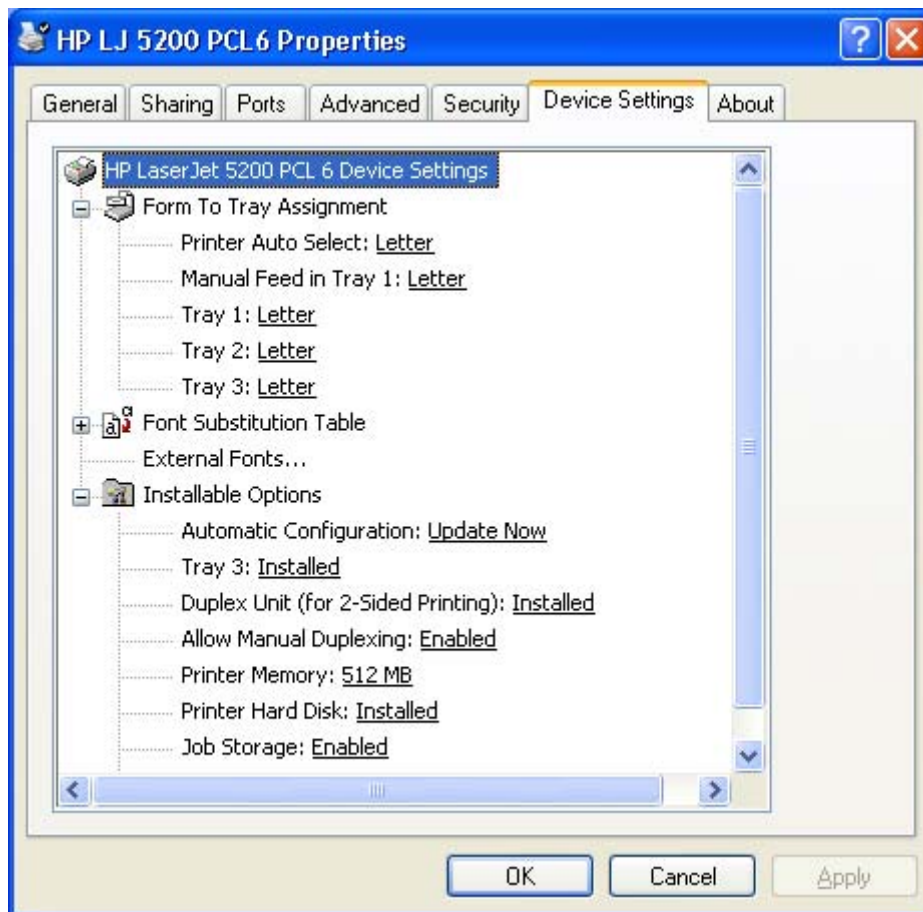 HP LJ 5200 PCL6 Properties
General Sharing Ports Advanced Security Device Settings About
HP LaserJet 5200 PCL 6 Device Settings
Form To Tray Assignment
Printer Auto Select: Letter
Manual Feed in Tray 1: Letter
Tray 1: Letter
Tray 2: Letter
Tray 3: Letter
Font Substitution Table
External Fonts...
Installable Options
Automatic Configuration: Update Now
Tray 3: Installed
Duplex Unit (for 2-Sided Printing): Installed
Allow Manual Duplexing: Enabled
Printer Memory: 512 MB
Printer Hard Disk: Installed
Job Storage: Enabled
OK Cancel Apply